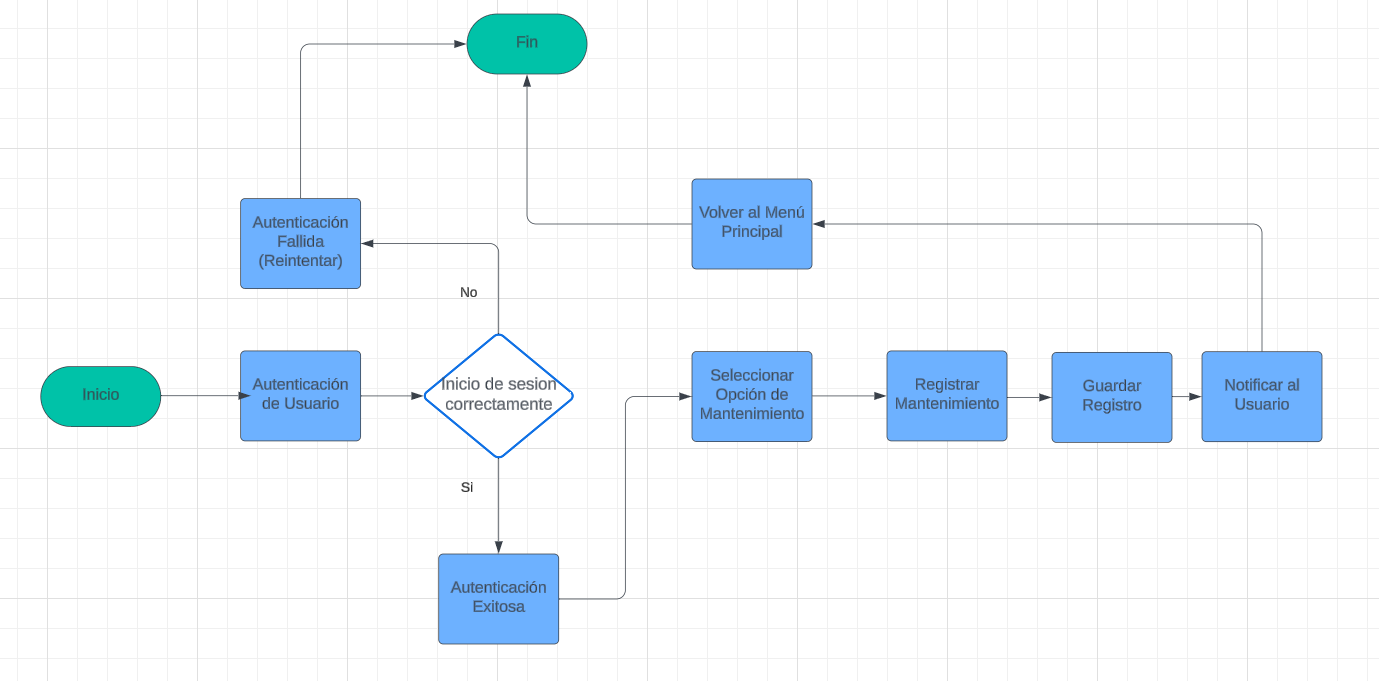 Fin
Autenticación
Fallida
(Reintentar)
Volver al Menú
Principal
No
Inicio
Autenticación
de Usuario
Inicio de sesion
correctamente
Seleccionar
Opción de
Mantenimiento
Registrar
Mantenimiento
Guardar
Registro
Notificar al
Usuario
Si
Autenticación
Exitosa